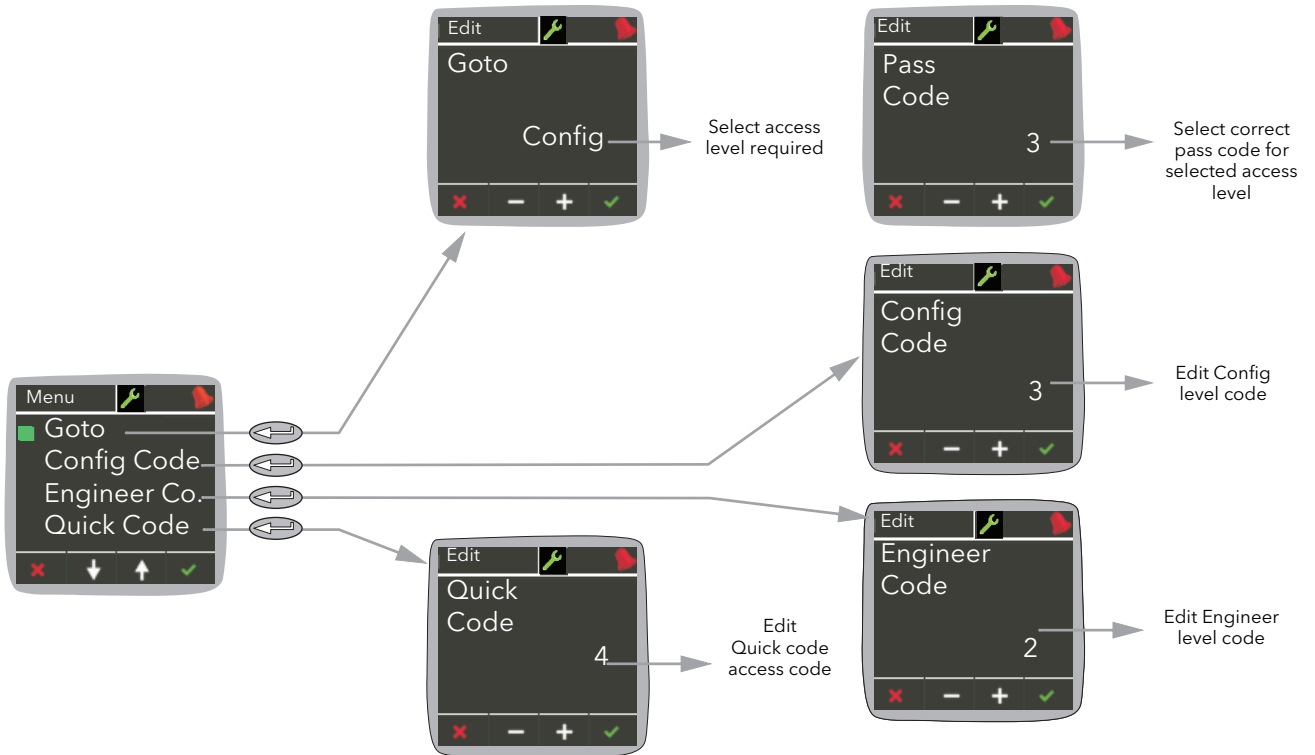 Edit
Goto
Config
Select access
level required
Edit
Pass
Code
3
Select correct
pass code for
selected access
level
Menu
Goto
Config Code
Engineer Co.
Quick Code
Edit
Config
Code
3
Edit Config
level code
Edit
Quick
Code
4
Edit
Quick code
access code
Edit
Engineer
Code
2
Edit Engineer
level code